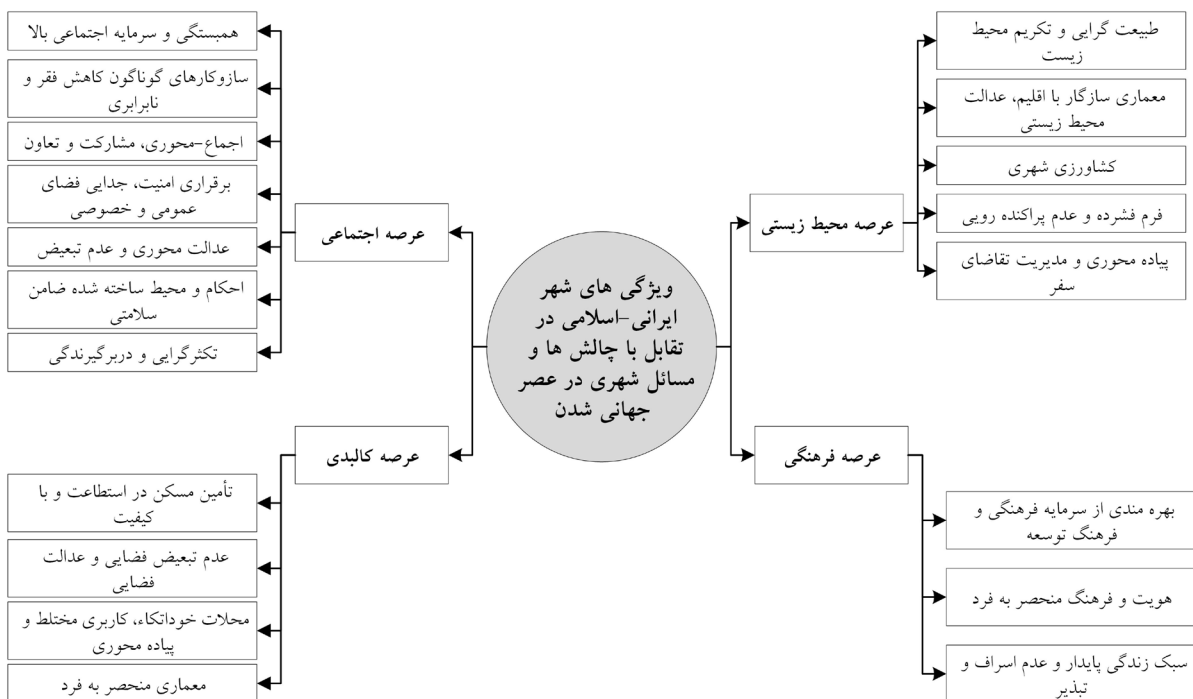 ویژگی های شهر
ایرانی-اسلامی در
تقابل با چالش ها و
مسائل شهری در عصر
جهانی شدن
عرصه محیط زیستی
طبیعت گرایی و تکریم محیط
زیست
معماری سازگار با اقلیم، عدالت
محیط زیستی
کشاورزی شهری
فرم فشرده و عدم پراکنده رویی
پیاده محوری و مدیریت تقاضای
سفر
عرصه فرهنگی
بهره مندی از سرمایه فرهنگی و
فرهنگ توسعه
هویت و فرهنگ منحصر به فرد
سبک زندگی پایدار و عدم اسراف و
تبذیر
عرصه اجتماعی
همبستگی و سرمایه اجتماعی بالا
سازوکارهای گوناگون کاهش فقر و
نابرابری
اجماع-محوری، مشارکت و تعاون
برقراری امنیت، جدایی فضای
عمومی و خصوصی
عدالت محوری و عدم تبعیض
احکام و محیط ساخته شده ضامن
سلامتی
تکثرگرایی و دربرگیرندگی
عرصه کالبدی
تأمین مسکن در استطاعت و با
کیفیت
عدم تبعیض فضایی و عدالت
فضایی
محلات خوداتکاء، کاربری مختلط و
پیاده محوری
معماری منحصر به فرد